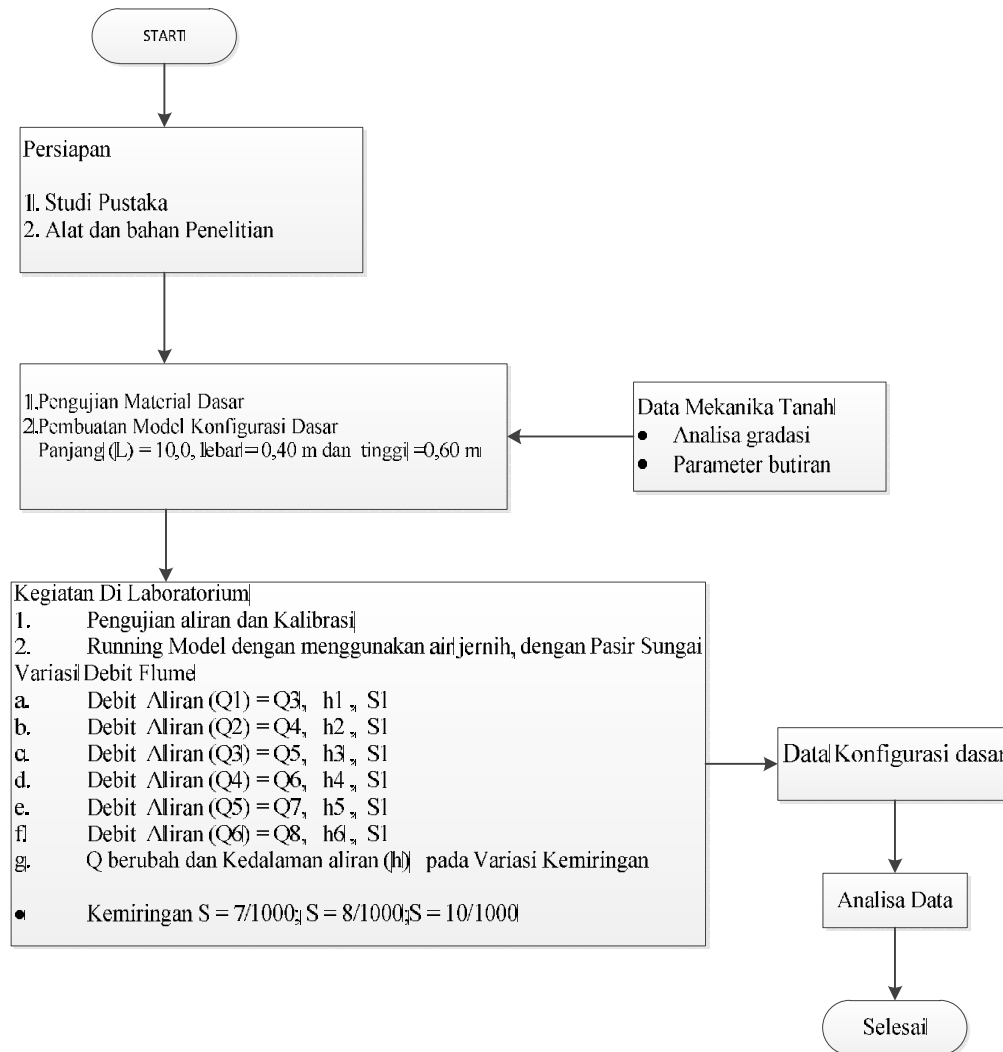 START
Persiapan
1. Studi Pustaka
2. Alat dan bahan Penelitian
1.Pengujian Material Dasar
2.Pembuatan Model Konfigurasi Dasar
Panjang (L) = 10,0, lebar = 0,40 m dan tinggi =0,60 m
Data Mekanika Tanah
• Analisa gradasi
• Parameter butiran
Kegiatan Di Laboratorium
1. Pengujian aliran dan Kalibrasi
2. Running Model dengan menggunakan air jernih, dengan Pasir Sungai
Variasi Debit Flume
a. Debit Aliran (Q1) = Q3, h1 , S1
b. Debit Aliran (Q2) = Q4, h2 , S1
c. Debit Aliran (Q3) = Q5, h3 , S1
d. Debit Aliran (Q4) = Q6, h4 , S1
e. Debit Aliran (Q5) = Q7, h5 , S1
f. Debit Aliran (Q6) = Q8, h6 , S1
g. Q berubah dan Kedalaman aliran (h) pada Variasi Kemiringan
• Kemiringan S = 7/1000; S = 8/1000;S = 10/1000
Data Konfigurasi dasar
Analisa Data
Selesai